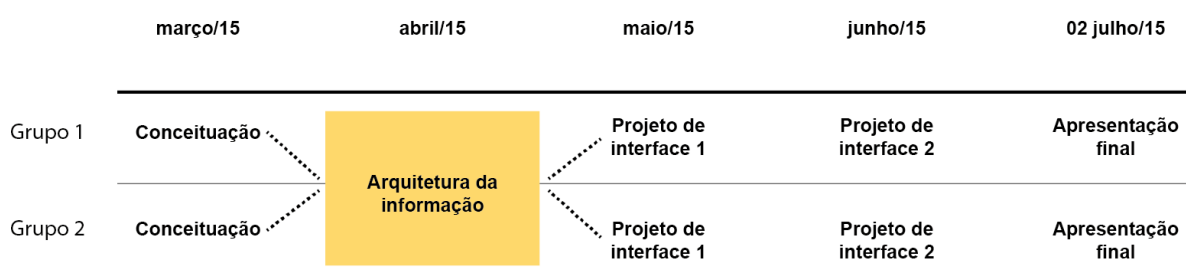 março/15 abril/15 maio/15 junho/15 02 julho/15
Grupo 1
Conceituação
Projeto de
interface 1
Projeto de
interface 2
Apresentação
final
Arquitetura da
informação
Grupo 2
Conceituação
Projeto de
interface 1
Projeto de
interface 2
Apresentação
final